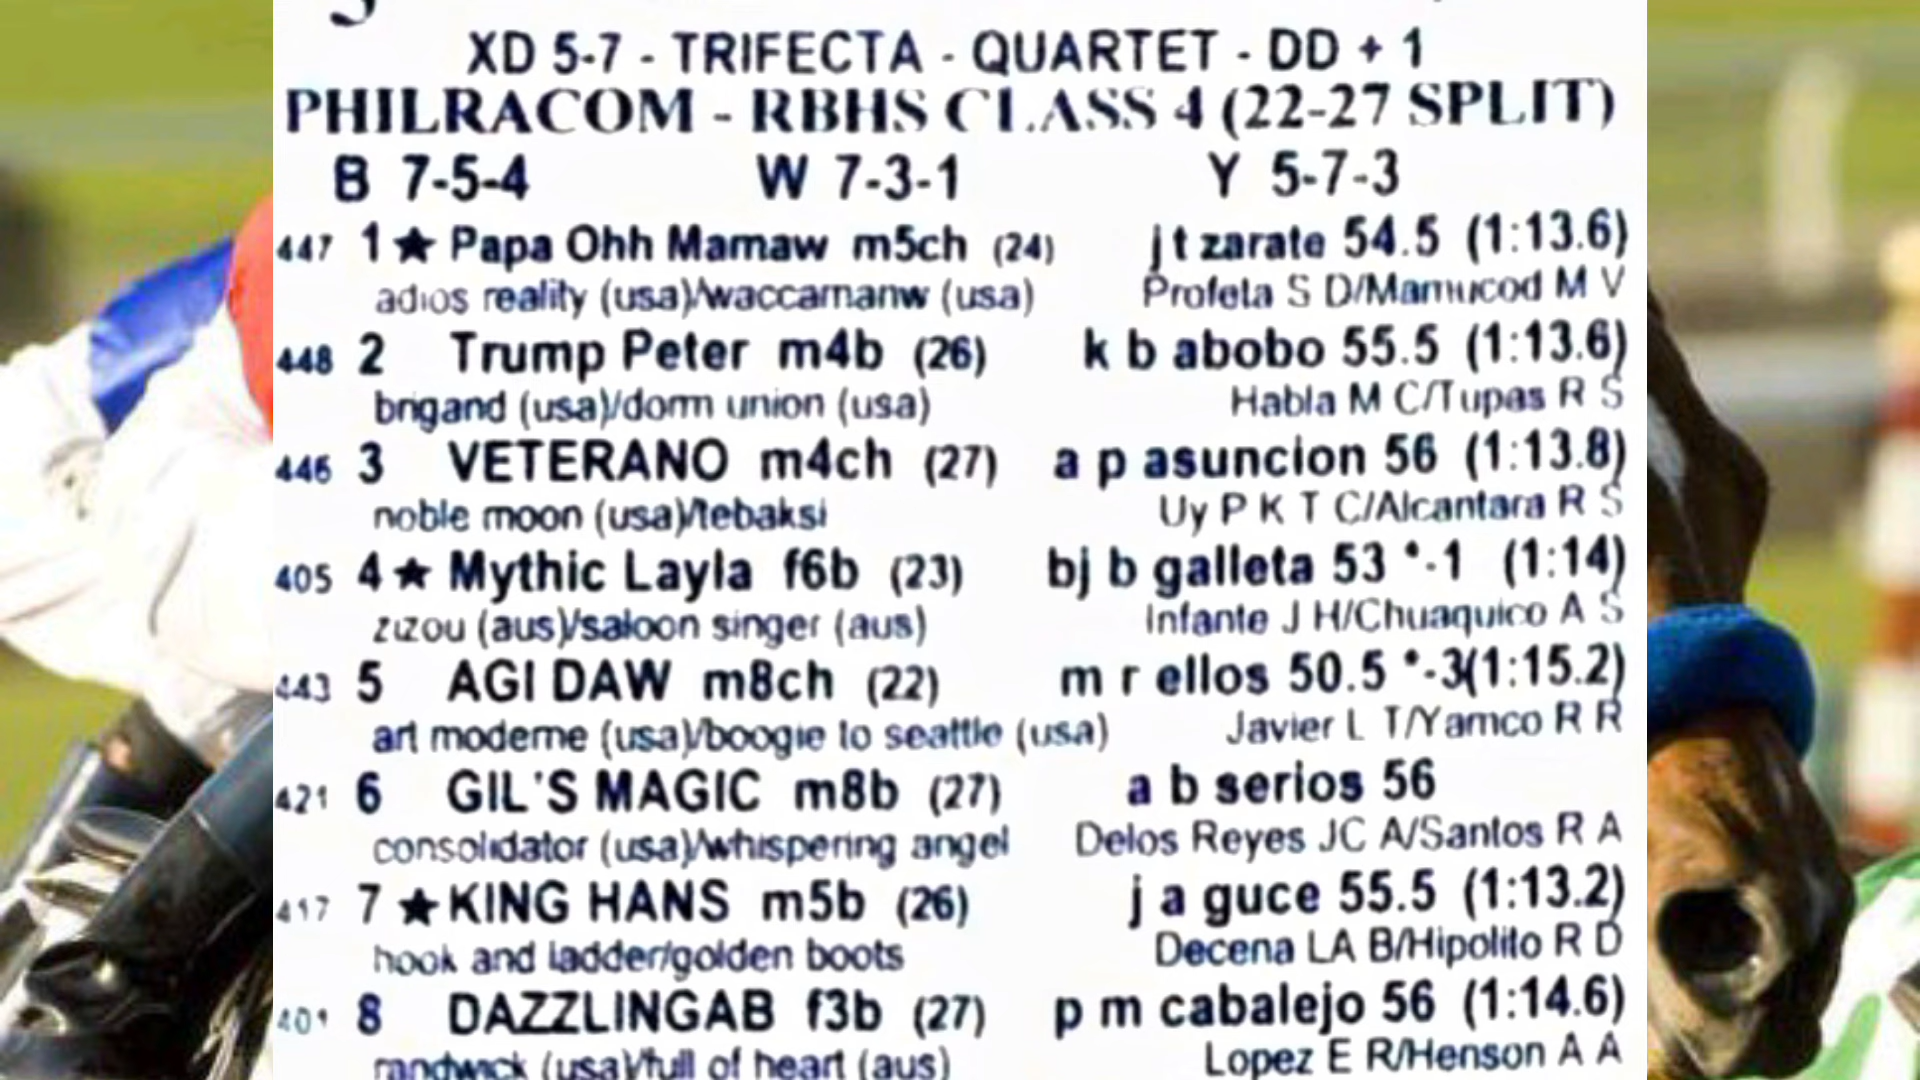 XD 5-7 - TRIFECTA - QUARTET - DD + 1
PHILRACOM - RBHS CLASS 4 (22-27 SPLIT)
B 7-5-4 W 7-3-1 Y 5-7-3
447 1 ★ Papa Ohh Mamaw m5ch (24) j t zarate 54.5 (1:13.6)
adios reality (usa)/waccamanw (usa) Profeta S D/Mamucod M V
448 2 Trump Peter m4b (26) k b abobo 55.5 (1:13.6)
brigand (usa)/dorm union (usa) Habla M C/Tupas R S
446 3 VETERANO m4ch (27) a p asuncion 56 (1:13.8)
noble moon (usa)/tebaksi Uy P K T C/Alcantara R S
405 4 ★ Mythic Layla f6b (23) bj b galleta 53 *-1 (1:14)
zizou (aus)/saloon singer (aus) Infante J H/Chuaquico A S
443 5 AGI DAW m8ch (22) m r ellos 50.5 *-3(1:15.2)
art moderne (usa)/boogie to seattle (usa) Javier L T/Yamco R R
421 6 GIL'S MAGIC m8b (27) a b serios 56
consolidator (usa)/whispering angel Delos Reyes JC A/Santos R A
417 7 ★ KING HANS m5b (26) j a guce 55.5 (1:13.2)
hook and ladder/golden boots Decena LA B/Hipolito R D
401 8 DAZZLINGAB f3b (27) p m cabalejo 56 (1:14.6)
randwick (usa)/full of heart (aus) Lopez E R/Henson A A